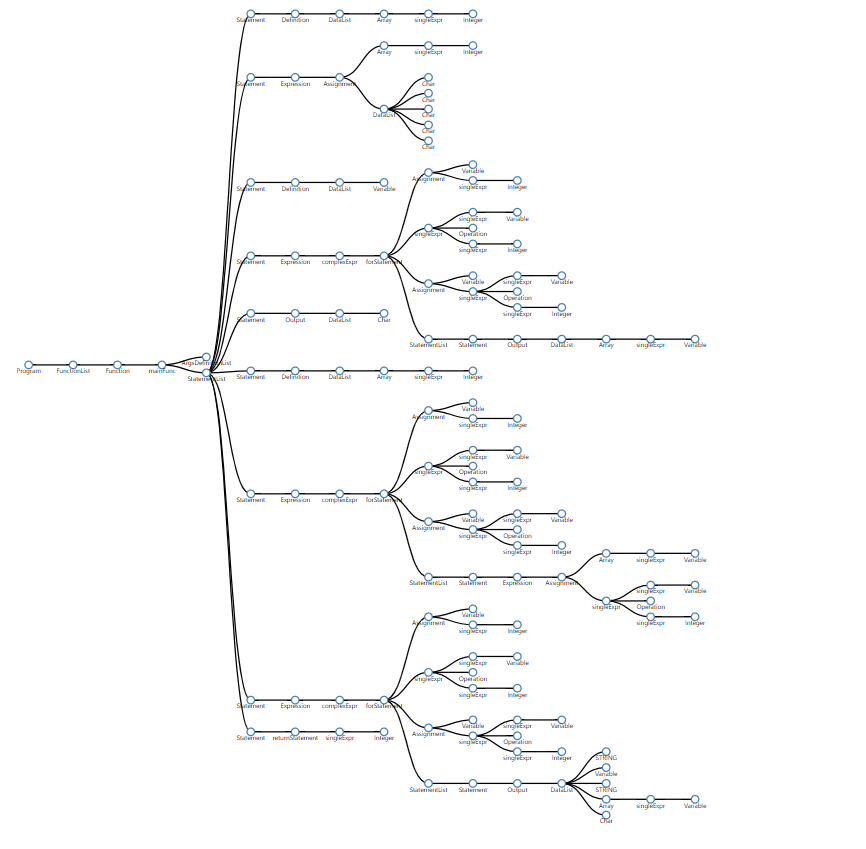 Statement Definition DataList Array singleExpr Integer
Array singleExpr Integer
Statement Expression Assignment
Char
Char
DataList Char
Char
Char
Variable
Assignment
Statement Definition DataList Variable singleExpr Integer
singleExpr Variable
singleExpr Operation
singleExpr Integer
Statement Expression complexExpr forStatement
Variable singleExpr Variable
Assignment singleExpr Operation
singleExpr Integer
Statement Output DataList Char
StatementList Statement Output DataList Array singleExpr Variable
ArgsDefinitionList
Program FunctionList Function mainFunc
StatementList Statement Definition DataList Array singleExpr Integer
Variable
Assignment singleExpr Integer
singleExpr Variable
singleExpr Operation
singleExpr Integer
Statement Expression complexExpr forStatement
Variable singleExpr Variable
Assignment singleExpr Operation
singleExpr Integer
Array singleExpr Variable
StatementList Statement Expression Assignment
singleExpr Variable
singleExpr Operation
singleExpr Integer
Variable
Assignment singleExpr Integer
singleExpr Variable
singleExpr Operation
singleExpr Integer
Statement Expression complexExpr forStatement
Variable singleExpr Variable
Assignment singleExpr Operation
Statement returnStatement singleExpr Integer
singleExpr Integer
STRING
Variable
StatementList Statement Output DataList STRING
Array singleExpr Variable
Char